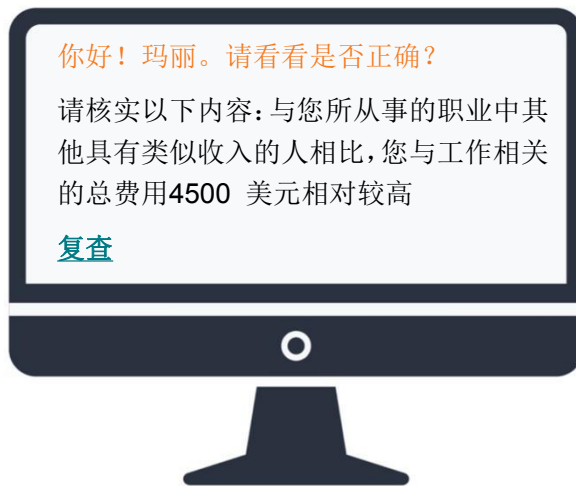 你好！玛丽。请看看是否正确？
请核实以下内容：与您所从事的职业中其
他具有类似收入的人相比，您与工作相关
的总费用4500 美元相对较高
复查